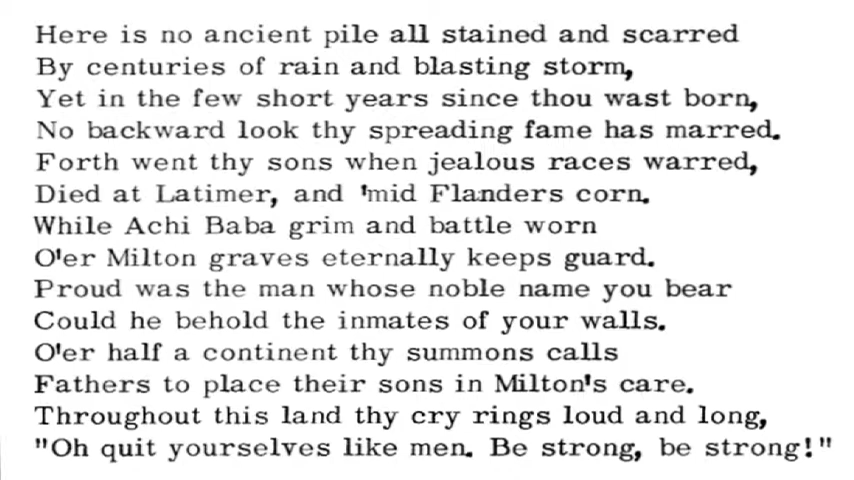 Here is no ancient pile all stained and scarred
By centuries of rain and blasting storm,
Yet in the few short years since thou wast born,
No backward look thy spreading fame has marred.
Forth went thy sons when jealous races warred,
Died at Latimer, and 'mid Flanders corn.
While Achi Baba grim and battle worn
O'er Milton graves eternally keeps guard.
Proud was the man whose noble name you bear
Could he behold the inmates of your walls.
O'er half a continent thy summons calls
Fathers to place their sons in Milton's care.
Throughout this land thy cry rings loud and long,
"Oh quit yourselves like men. Be strong, be strong!"